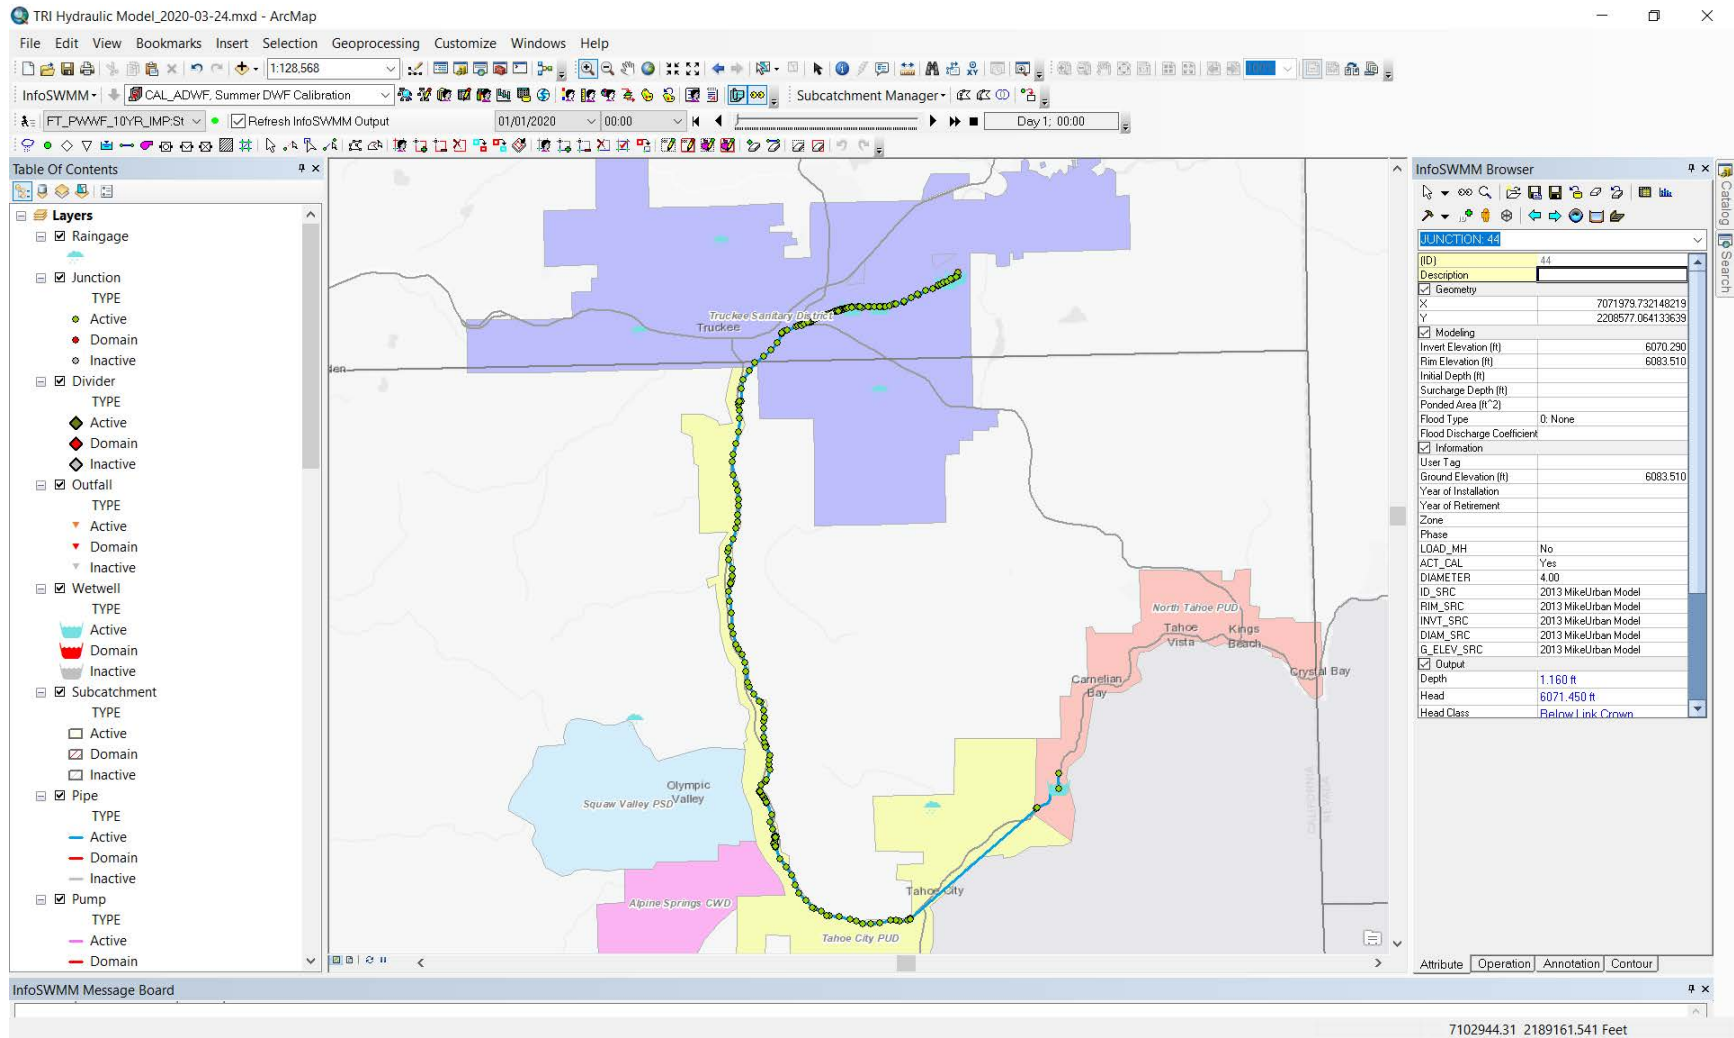 TRI Hydraulic Model_2020-03-24.mxd - ArcMap
File Edit View Bookmarks Insert Selection Geoprocessing Customize Windows Help
1:128,568
InfoSWMM CAL_ADWF, Summer DWF Calibration Subcatchment Manager
FT_PWWF_10YR_IMP:St Refresh InfoSWMM Output 01/01/2020 00:00 Day 1; 00:00
Table Of Contents
Layers
Raingage
Junction
TYPE
Active
Domain
Inactive
Divider
TYPE
Active
Domain
Inactive
Outfall
TYPE
Active
Domain
Inactive
Wetwell
TYPE
Active
Domain
Inactive
Subcatchment
TYPE
Active
Domain
Inactive
Pipe
TYPE
Active
Domain
Inactive
Pump
TYPE
Active
Domain
Truckee Sanitary District
Truckee
den
North Tahoe PUD
Tahoe Vista
Kings Beach
Crystal Bay
Carnelian Bay
Olympic Valley
Squaw Valley PSD
Tahoe City
Alpine Springs CWD
Tahoe City PUD
CALIFORNIA
NEVADA
InfoSWMM Browser
JUNCTION: 44
(ID) 44
Description
Geometry
X 7071979.732148219
Y 2208577.064133639
Modeling
Invert Elevation (ft) 6070.290
Rim Elevation (ft) 6083.510
Initial Depth (ft)
Surcharge Depth (ft)
Ponded Area (ft^2)
Flood Type 0: None
Flood Discharge Coefficient
Information
User Tag
Ground Elevation (ft) 6083.510
Year of Installation
Year of Retirement
Zone
Phase
LOAD_MH No
ACT_CAL Yes
DIAMETER 4.00
ID_SRC 2013 MikeUrban Model
RIM_SRC 2013 MikeUrban Model
INVT_SRC 2013 MikeUrban Model
DIAM_SRC 2013 MikeUrban Model
G_ELEV_SRC 2013 MikeUrban Model
Output
Depth 1.160 ft
Head 6071.450 ft
Head Class Below Link Crown
Attribute Operation Annotation Contour
Catalog
Search
InfoSWMM Message Board
7102944.31 2189161.541 Feet